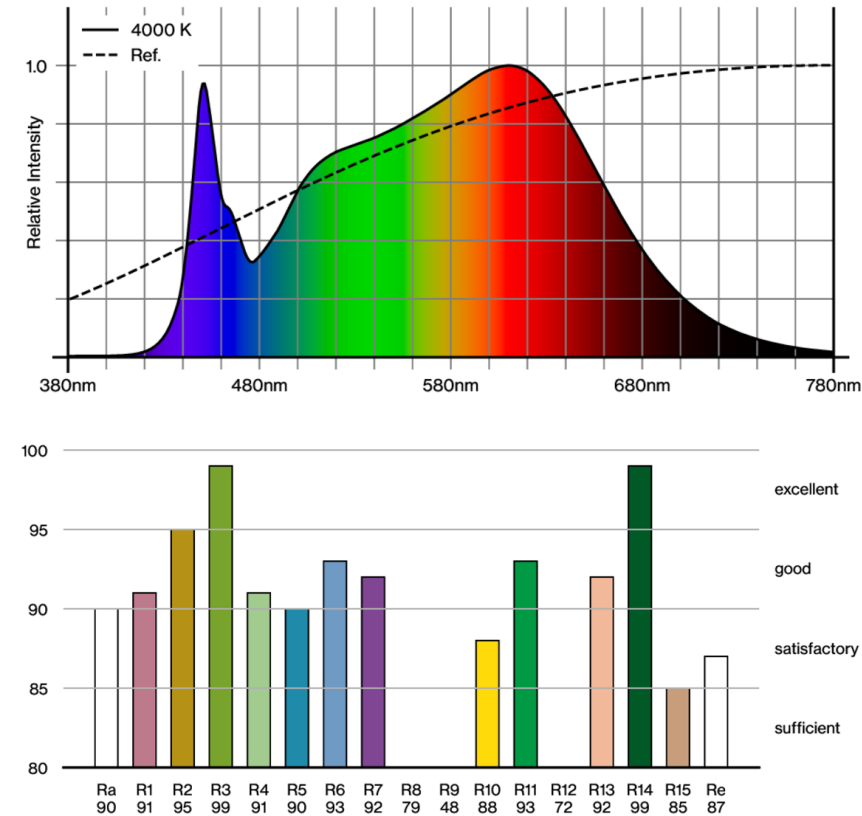 4000 K
Ref.
1.0
Relative Intensity
380nm 480nm 580nm 680nm 780nm
100
excellent
95
good
90
satisfactory
85
sufficient
80
Ra R1 R2 R3 R4 R5 R6 R7 R8 R9 R10 R11 R12 R13 R14 R15 Re
90 91 95 99 91 90 93 92 79 48 88 93 72 92 99 85 87